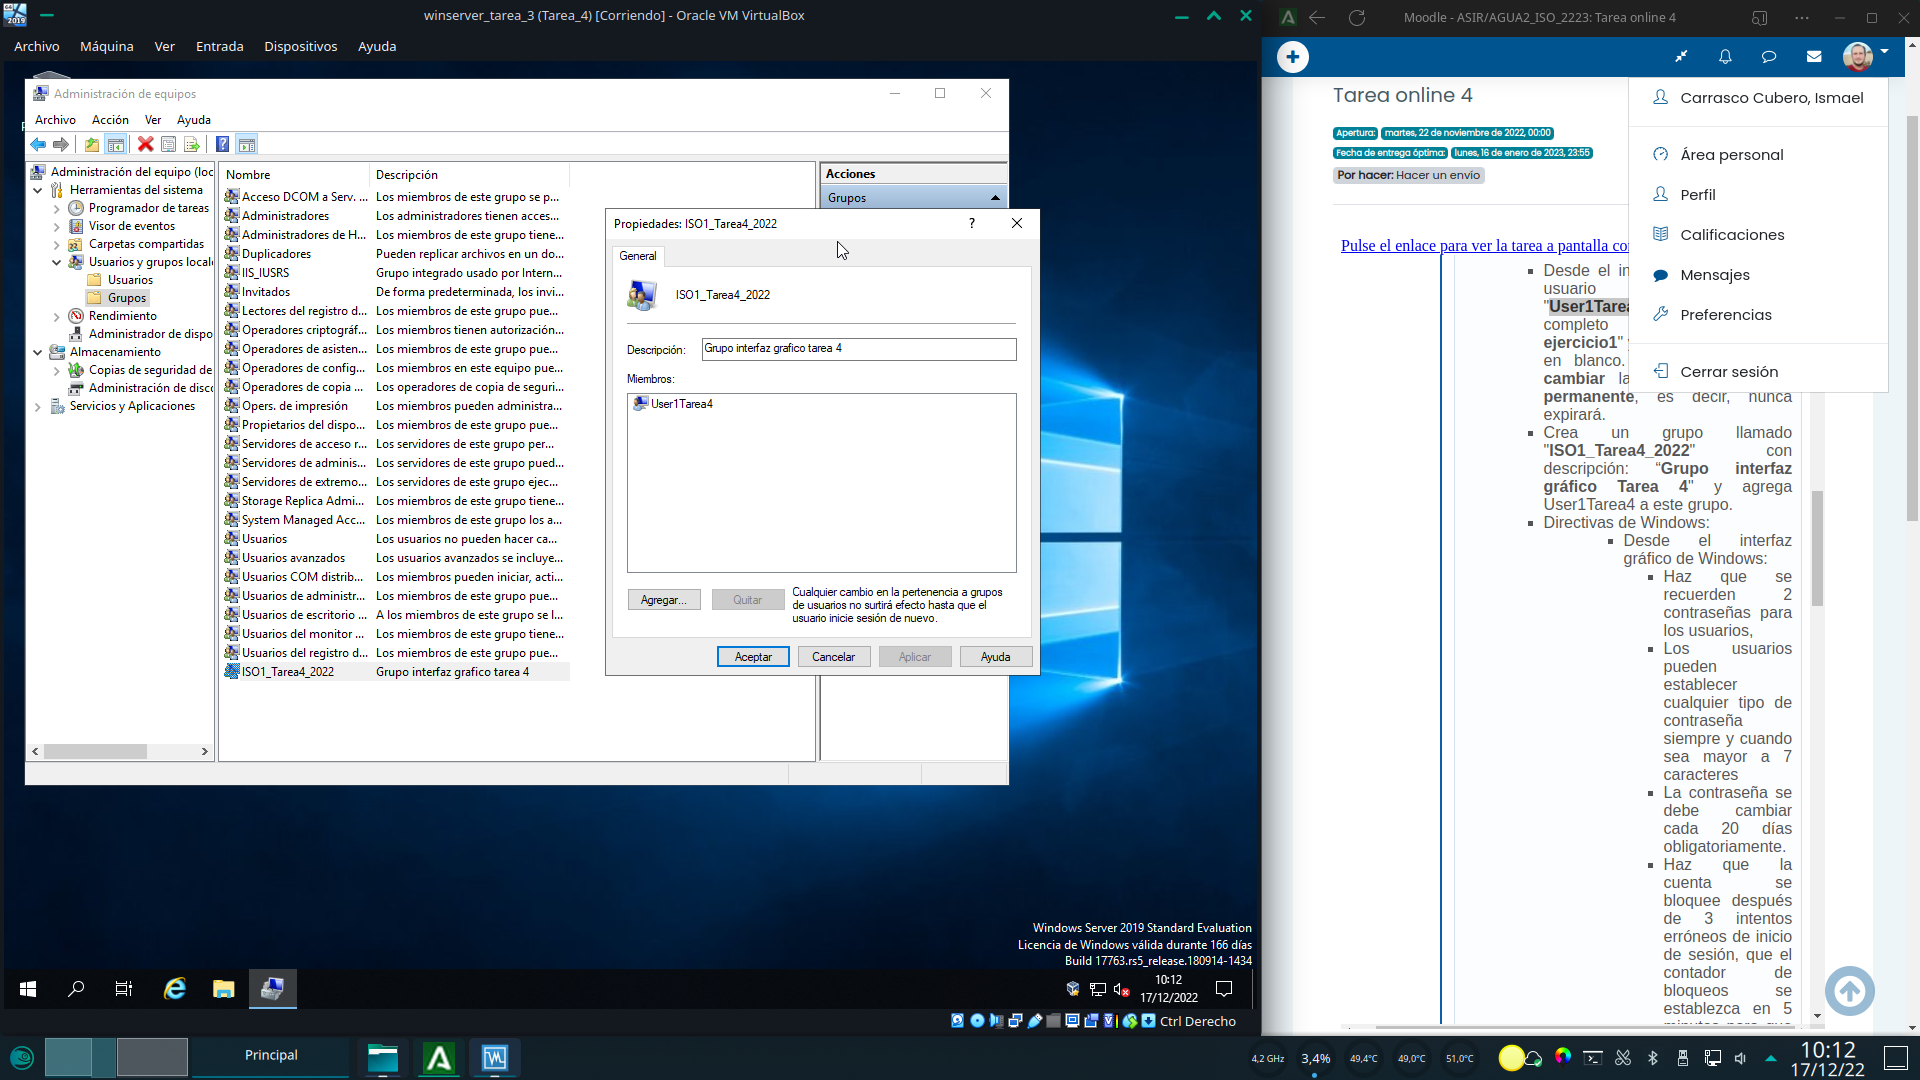 winserver_tarea_3 (Tarea_4) [Corriendo] - Oracle VM VirtualBox
Archivo Máquina Ver Entrada Dispositivos Ayuda
Administración de equipos
Archivo Acción Ver Ayuda
Administración del equipo (loc
Herramientas del sistema
Programador de tareas
Visor de eventos
Carpetas compartidas
Usuarios y grupos locale
Usuarios
Grupos
Rendimiento
Administrador de dispo
Almacenamiento
Copias de seguridad de
Administración de disco
Servicios y Aplicaciones
Nombre Descripción
Acceso DCOM a Serv. ... Los miembros de este grupo se p...
Administradores Los administradores tienen acces...
Administradores de H... Los miembros de este grupo tiene...
Duplicadores Pueden replicar archivos en un do...
IIS_IUSRS Grupo integrado usado por Intern...
Invitados De forma predeterminada, los invi...
Lectores del registro d... Los miembros de este grupo pue...
Operadores criptográf... Los miembros tienen autorización...
Operadores de asisten... Los miembros de este grupo pue...
Operadores de config... Los miembros en este equipo pue...
Operadores de copia ... Los operadores de copia de seguri...
Opers. de impresión Los miembros pueden administra...
Propietarios del dispo... Los miembros de este grupo pue...
Servidores de acceso r... Los servidores de este grupo per...
Servidores de adminis... Los servidores de este grupo pued...
Servidores de extremo... Los servidores de este grupo ejec...
Storage Replica Admi... Los miembros de este grupo tiene...
System Managed Acc... Los miembros de este grupo los a...
Usuarios Los usuarios no pueden hacer ca...
Usuarios avanzados Los usuarios avanzados se incluye...
Usuarios COM distrib... Los miembros pueden iniciar, acti...
Usuarios de administr... Los miembros de este grupo pue...
Usuarios de escritorio ... A los miembros de este grupo se l...
Usuarios del monitor ... Los miembros de este grupo tiene...
Usuarios del registro d... Los miembros de este grupo pue...
ISO1_Tarea4_2022 Grupo interfaz grafico tarea 4
Acciones
Grupos
Propiedades: ISO1_Tarea4_2022 ?
General
ISO1_Tarea4_2022
Descripción: Grupo interfaz grafico tarea 4
Miembros:
User1Tarea4
Agregar... Quitar
Cualquier cambio en la pertenencia a grupos
de usuarios no surtirá efecto hasta que el
usuario inicie sesión de nuevo.
Aceptar Cancelar Aplicar Ayuda
Windows Server 2019 Standard Evaluation
Licencia de Windows válida durante 166 días
Build 17763.rs5_release.180914-1434
10:12
17/12/2022
Ctrl Derecho
Moodle - ASIR/AGUA2_ISO_2223: Tarea online 4
Tarea online 4
Apertura: martes, 22 de noviembre de 2022, 00:00
Fecha de entrega óptima: lunes, 16 de enero de 2023, 23:55
Por hacer: Hacer un envío
Carrasco Cubero, Ismael
Área personal
Perfil
Calificaciones
Mensajes
Preferencias
Cerrar sesión
Pulse el enlace para ver la tarea a pantalla co
Desde el in
usuario
"User1Tarea
completo
ejercicio1"
en blanco.
cambiar la
permanente, es decir, nunca
expirará.
Crea un grupo llamado
"ISO1_Tarea4_2022" con
descripción: “Grupo interfaz
gráfico Tarea 4" y agrega
User1Tarea4 a este grupo.
Directivas de Windows:
Desde el interfaz
gráfico de Windows:
Haz que se
recuerden 2
contraseñas para
los usuarios,
Los usuarios
pueden
establecer
cualquier tipo de
contraseña
siempre y cuando
sea mayor a 7
caracteres
La contraseña se
debe cambiar
cada 20 días
obligatoriamente.
Haz que la
cuenta se
bloquee después
de 3 intentos
erróneos de inicio
de sesión, que el
contador de
bloqueos se
establezca en 5
Principal
4,2 GHz 3,4% 49,4°C 49,0°C 51,0°C
10:12
17/12/22